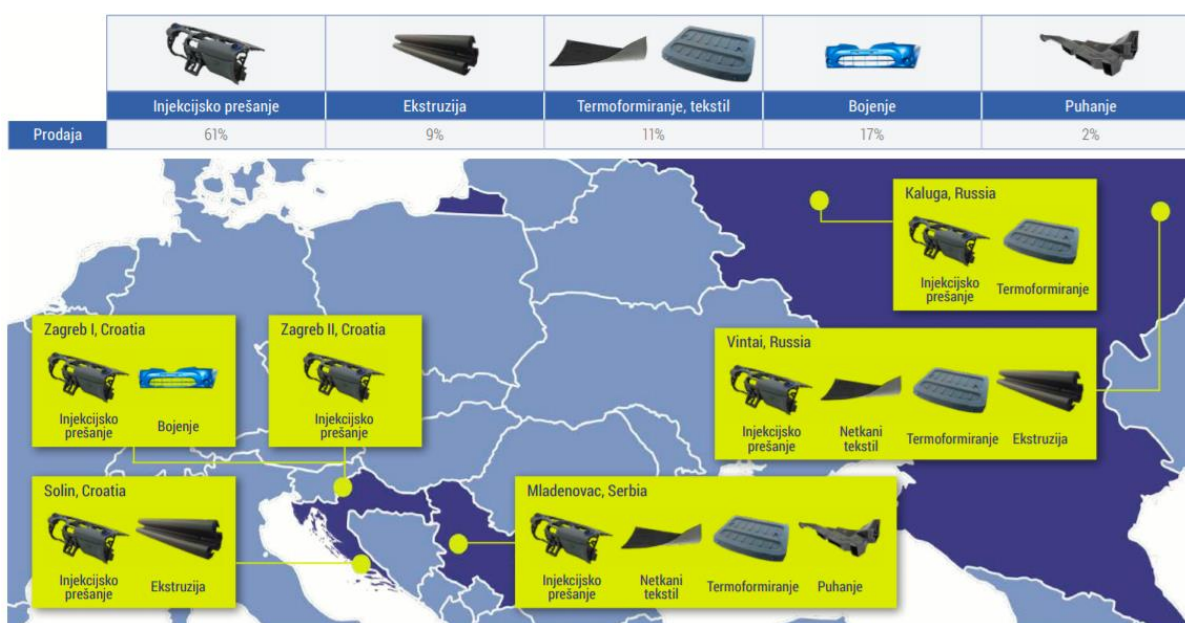 Injekcijsko prešanje Ekstruzija Termoformiranje, tekstil Bojenje Puhanje
Prodaja 61% 9% 11% 17% 2%
Kaluga, Russia
Injekcijsko
prešanje
Termoformiranje
Zagreb I, Croatia
Injekcijsko
prešanje
Bojenje
Zagreb II, Croatia
Injekcijsko
prešanje
Vintai, Russia
Injekcijsko
prešanje
Netkani
tekstil
Termoformiranje
Ekstruzija
Solin, Croatia
Injekcijsko
prešanje
Ekstruzija
Mladenovac, Serbia
Injekcijsko
prešanje
Netkani
tekstil
Termoformiranje
Puhanje